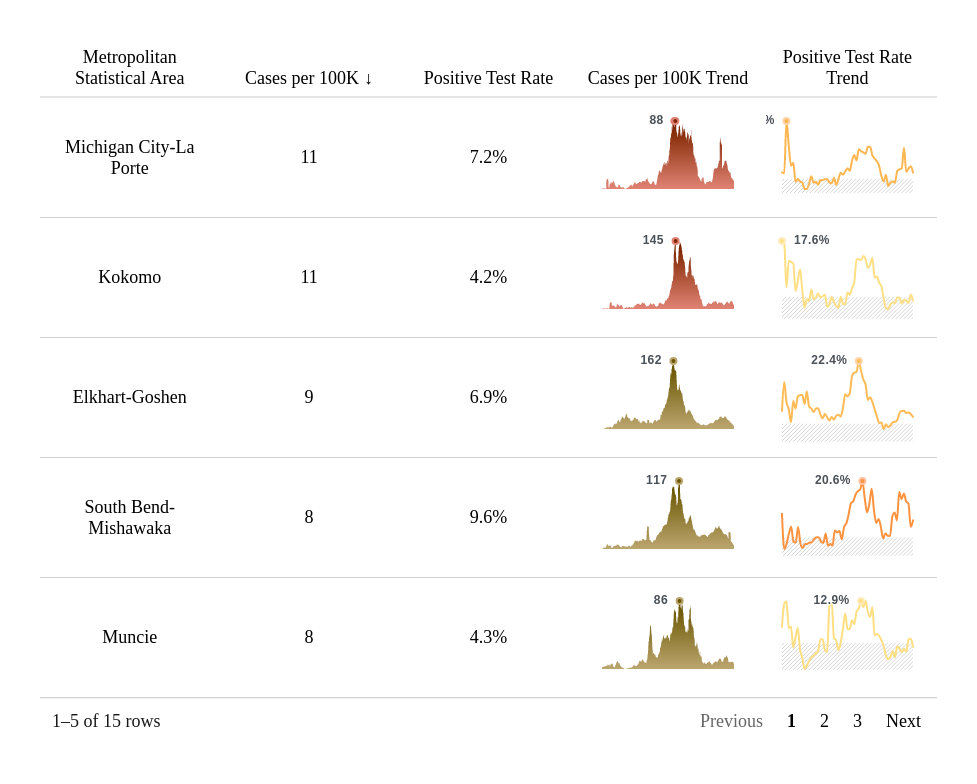 Metropolitan
Statistical Area
Cases per 100K ↓
Positive Test Rate
Cases per 100K Trend
Positive Test Rate
Trend
Michigan City-La
Porte
11
7.2%
88
%
Kokomo
11
4.2%
145
17.6%
Elkhart-Goshen
9
6.9%
162
22.4%
South Bend-
Mishawaka
8
9.6%
117
20.6%
Muncie
8
4.3%
86
12.9%
1–5 of 15 rows
Previous 1 2 3 Next